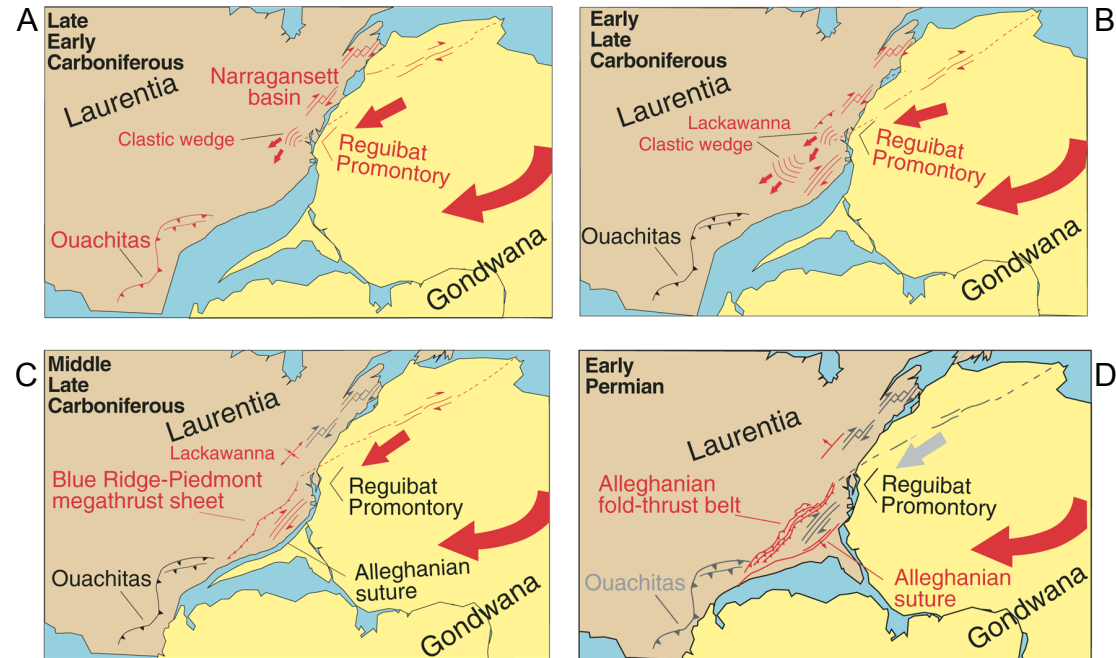 A
Late
Early
Carboniferous
Laurentia
Narragansett
basin
Clastic wedge
Reguibat
Promontory
Ouachitas
Gondwana
B
Early
Late
Carboniferous
Laurentia
Lackawanna
Clastic wedge
Reguibat
Promontory
Ouachitas
Gondwana
C
Middle
Late
Carboniferous
Laurentia
Lackawanna
Blue Ridge-Piedmont
megathrust sheet
Reguibat
Promontory
Ouachitas
Alleghanian
suture
Gondwana
D
Early
Permian
Laurentia
Alleghanian
fold-thrust belt
Reguibat
Promontory
Ouachitas
Alleghanian
suture
Gondwana